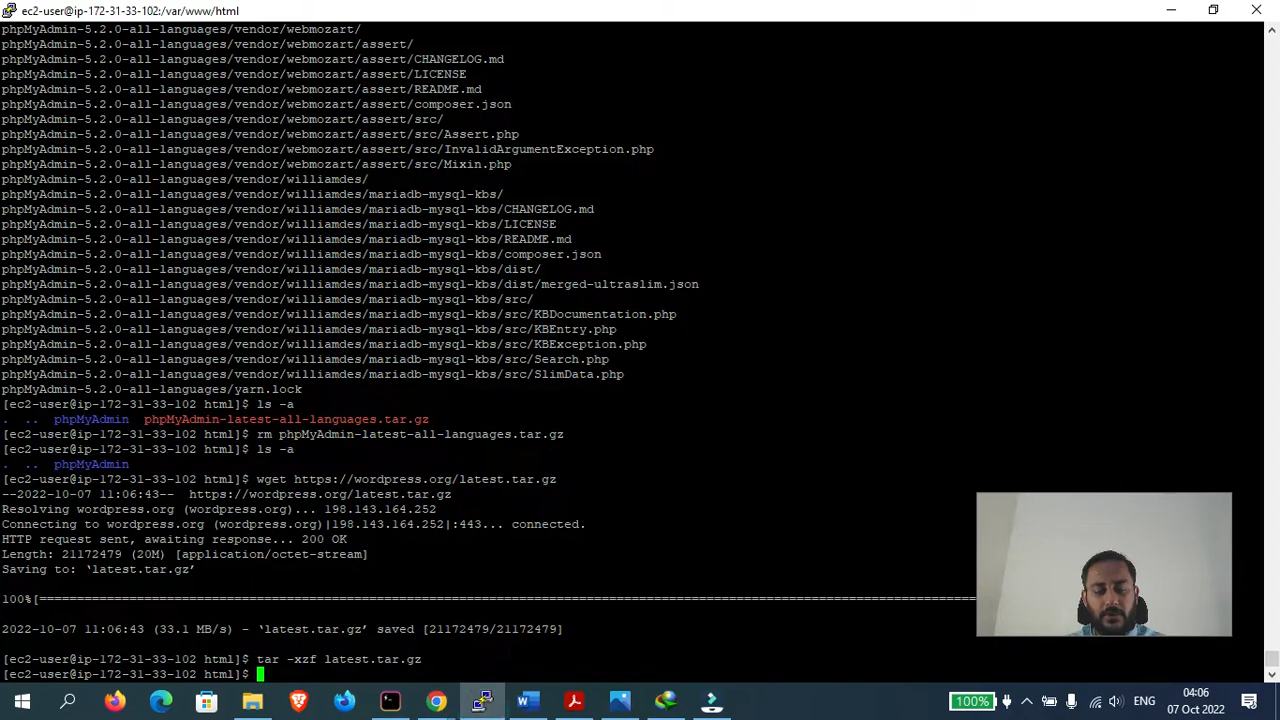 ec2-user@ip-172-31-33-102:/var/www/html
phpMyAdmin-5.2.0-all-languages/vendor/webmozart/
phpMyAdmin-5.2.0-all-languages/vendor/webmozart/assert/
phpMyAdmin-5.2.0-all-languages/vendor/webmozart/assert/CHANGELOG.md
phpMyAdmin-5.2.0-all-languages/vendor/webmozart/assert/LICENSE
phpMyAdmin-5.2.0-all-languages/vendor/webmozart/assert/README.md
phpMyAdmin-5.2.0-all-languages/vendor/webmozart/assert/composer.json
phpMyAdmin-5.2.0-all-languages/vendor/webmozart/assert/src/
phpMyAdmin-5.2.0-all-languages/vendor/webmozart/assert/src/Assert.php
phpMyAdmin-5.2.0-all-languages/vendor/webmozart/assert/src/InvalidArgumentException.php
phpMyAdmin-5.2.0-all-languages/vendor/webmozart/assert/src/Mixin.php
phpMyAdmin-5.2.0-all-languages/vendor/williamdes/
phpMyAdmin-5.2.0-all-languages/vendor/williamdes/mariadb-mysql-kbs/
phpMyAdmin-5.2.0-all-languages/vendor/williamdes/mariadb-mysql-kbs/CHANGELOG.md
phpMyAdmin-5.2.0-all-languages/vendor/williamdes/mariadb-mysql-kbs/LICENSE
phpMyAdmin-5.2.0-all-languages/vendor/williamdes/mariadb-mysql-kbs/README.md
phpMyAdmin-5.2.0-all-languages/vendor/williamdes/mariadb-mysql-kbs/composer.json
phpMyAdmin-5.2.0-all-languages/vendor/williamdes/mariadb-mysql-kbs/dist/
phpMyAdmin-5.2.0-all-languages/vendor/williamdes/mariadb-mysql-kbs/dist/merged-ultraslim.json
phpMyAdmin-5.2.0-all-languages/vendor/williamdes/mariadb-mysql-kbs/src/
phpMyAdmin-5.2.0-all-languages/vendor/williamdes/mariadb-mysql-kbs/src/KBDocumentation.php
phpMyAdmin-5.2.0-all-languages/vendor/williamdes/mariadb-mysql-kbs/src/KBEntry.php
phpMyAdmin-5.2.0-all-languages/vendor/williamdes/mariadb-mysql-kbs/src/KBException.php
phpMyAdmin-5.2.0-all-languages/vendor/williamdes/mariadb-mysql-kbs/src/Search.php
phpMyAdmin-5.2.0-all-languages/vendor/williamdes/mariadb-mysql-kbs/src/SlimData.php
phpMyAdmin-5.2.0-all-languages/yarn.lock
[ec2-user@ip-172-31-33-102 html]$ ls -a
. .. phpMyAdmin phpMyAdmin-latest-all-languages.tar.gz
[ec2-user@ip-172-31-33-102 html]$ rm phpMyAdmin-latest-all-languages.tar.gz
[ec2-user@ip-172-31-33-102 html]$ ls -a
. .. phpMyAdmin
[ec2-user@ip-172-31-33-102 html]$ wget https://wordpress.org/latest.tar.gz
--2022-10-07 11:06:43-- https://wordpress.org/latest.tar.gz
Resolving wordpress.org (wordpress.org)... 198.143.164.252
Connecting to wordpress.org (wordpress.org)|198.143.164.252|:443... connected.
HTTP request sent, awaiting response... 200 OK
Length: 21172479 (20M) [application/octet-stream]
Saving to: ‘latest.tar.gz’
100%[==================================================================================================================================
2022-10-07 11:06:43 (33.1 MB/s) - ‘latest.tar.gz’ saved [21172479/21172479]
[ec2-user@ip-172-31-33-102 html]$ tar -xzf latest.tar.gz
[ec2-user@ip-172-31-33-102 html]$
100%
ENG
04:06
07 Oct 2022